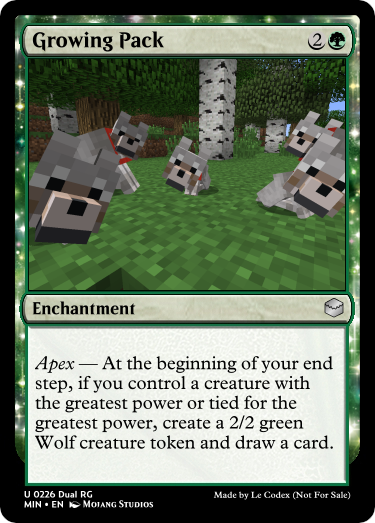 Growing Pack 2
Enchantment
Apex — At the beginning of your end
step, if you control a creature with
the greatest power or tied for the
greatest power, create a 2/2 green
Wolf creature token and draw a card.
U 0226 Dual RG
MIN • EN Mojang Studios
Made by Le Codex (Not For Sale)